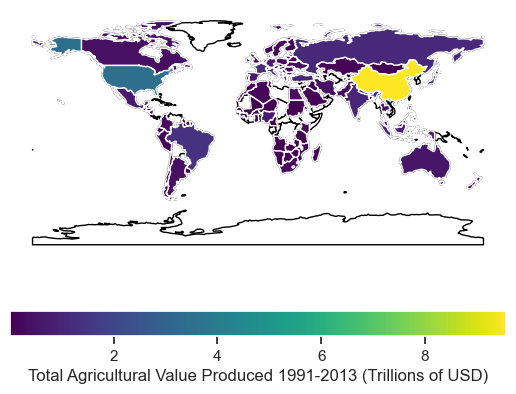 2 4 6 8
Total Agricultural Value Produced 1991-2013 (Trillions of USD)